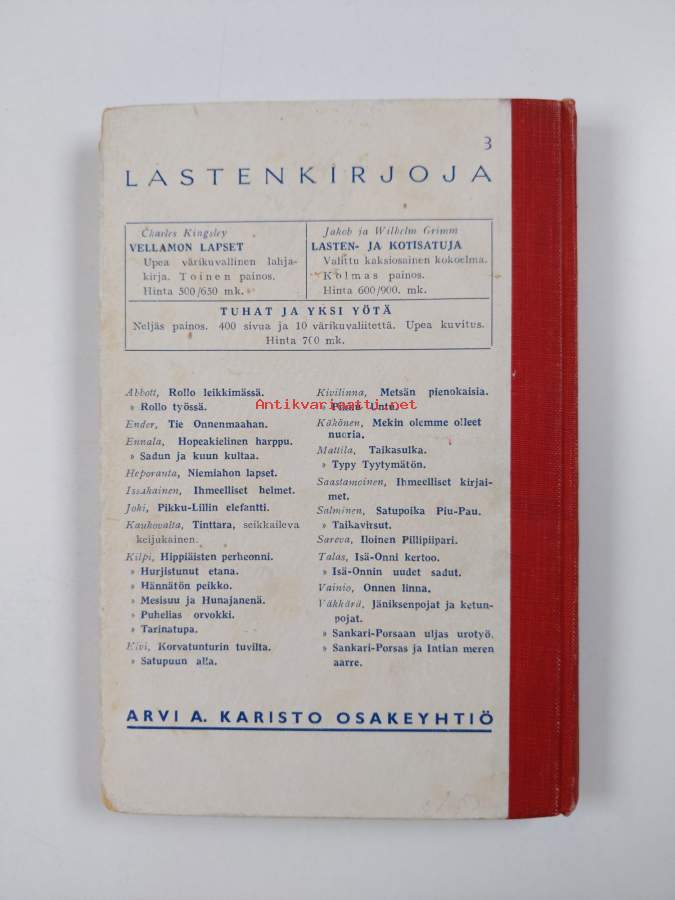 3
LASTENKIRJOJA
Charles Kingsley
VELLAMON LAPSET
Upea värikuvallinen lahja-
kirja. Toinen painos.
Hinta 500/650 mk.
Jakob ja Wilhelm Grimm
LASTEN- JA KOTISATUJA
Valittu kaksiosainen kokoelma.
Kolmas painos.
Hinta 600/900. mk.
TUHAT JA YKSI YÖTÄ
Neljäs painos. 400 sivua ja 10 värikuvaliitettä. Upea kuvitus.
Hinta 700 mk.
Abbott, Rollo leikkimässä.
» Rollo työssä.
Ender, Tie Onnenmaahan.
Ennala, Hopeakielinen harppu.
» Sadun ja kuun kultaa.
Heporauta, Niemiahon lapset.
Issakainen, Ihmeelliset helmet.
Joki, Pikku-Lillin elefantti.
Kaukovalta, Tinttara, seikkaileva
keijukainen.
Kilpi, Hippiäisten perheonni.
» Hurjistunut etana.
» Hännätön peikko.
» Mesisuu ja Hunajanenä.
» Puhelias orvokki.
» Tarinatupa.
Kivi, Korvatunturin tuvilta.
» Satupuun alla.
Kivilinna, Metsän pienokaisia.
» Pikku Untu.
Käkönen, Mekin olemme olleet
nuoria.
Mattila, Taikasulka.
» Typy Tyytymätön.
Saastamoinen, Ihmeelliset kirjai-
met.
Salminen, Satupoika Piu-Pau.
» Taikavirsut.
Sareva, Iloinen Pillipiipari.
Talas, Isä-Onni kertoo.
» Isä-Onnin uudet sadut.
Vainio, Onnen linna.
Väkkärä, Jäniksenpojat ja ketun-
pojat.
» Sankari-Porsaan uljas urotyö.
» Sankari-Porsas ja Intian meren
aarre.
ARVI A. KARISTO OSAKEYHTIÖ
Antikvariaatti.net